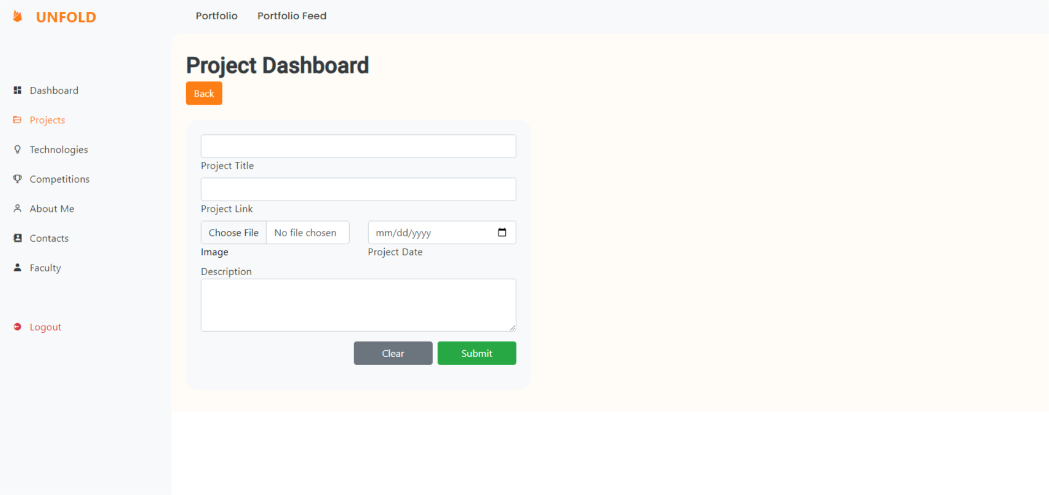 UNFOLD
Portfolio Portfolio Feed
Dashboard
Projects
Technologies
Competitions
About Me
Contacts
Faculty
Logout
Project Dashboard
Back
Project Title
Project Link
Choose File No file chosen mm/dd/yyyy
Image Project Date
Description
Clear Submit